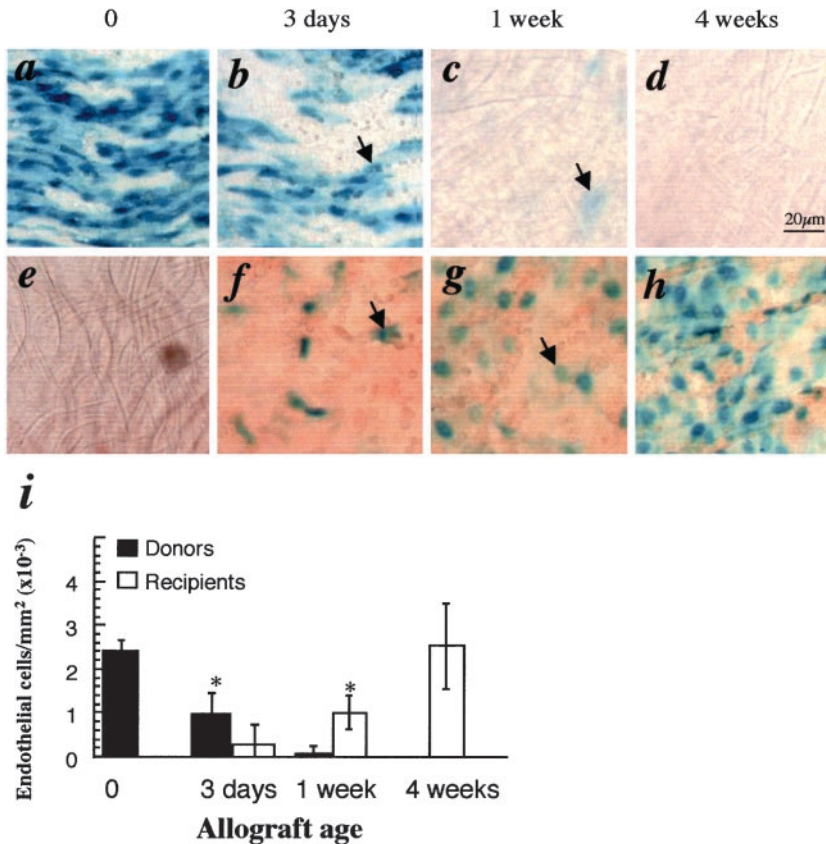 0 3 days 1 week 4 weeks
a b c d
20μm
e f g h
i
Endothelial cells/mm² (x10⁻³)
Donors
Recipients
4
3
2
1
0
* *
0 3 days 1 week 4 weeks
Allograft age